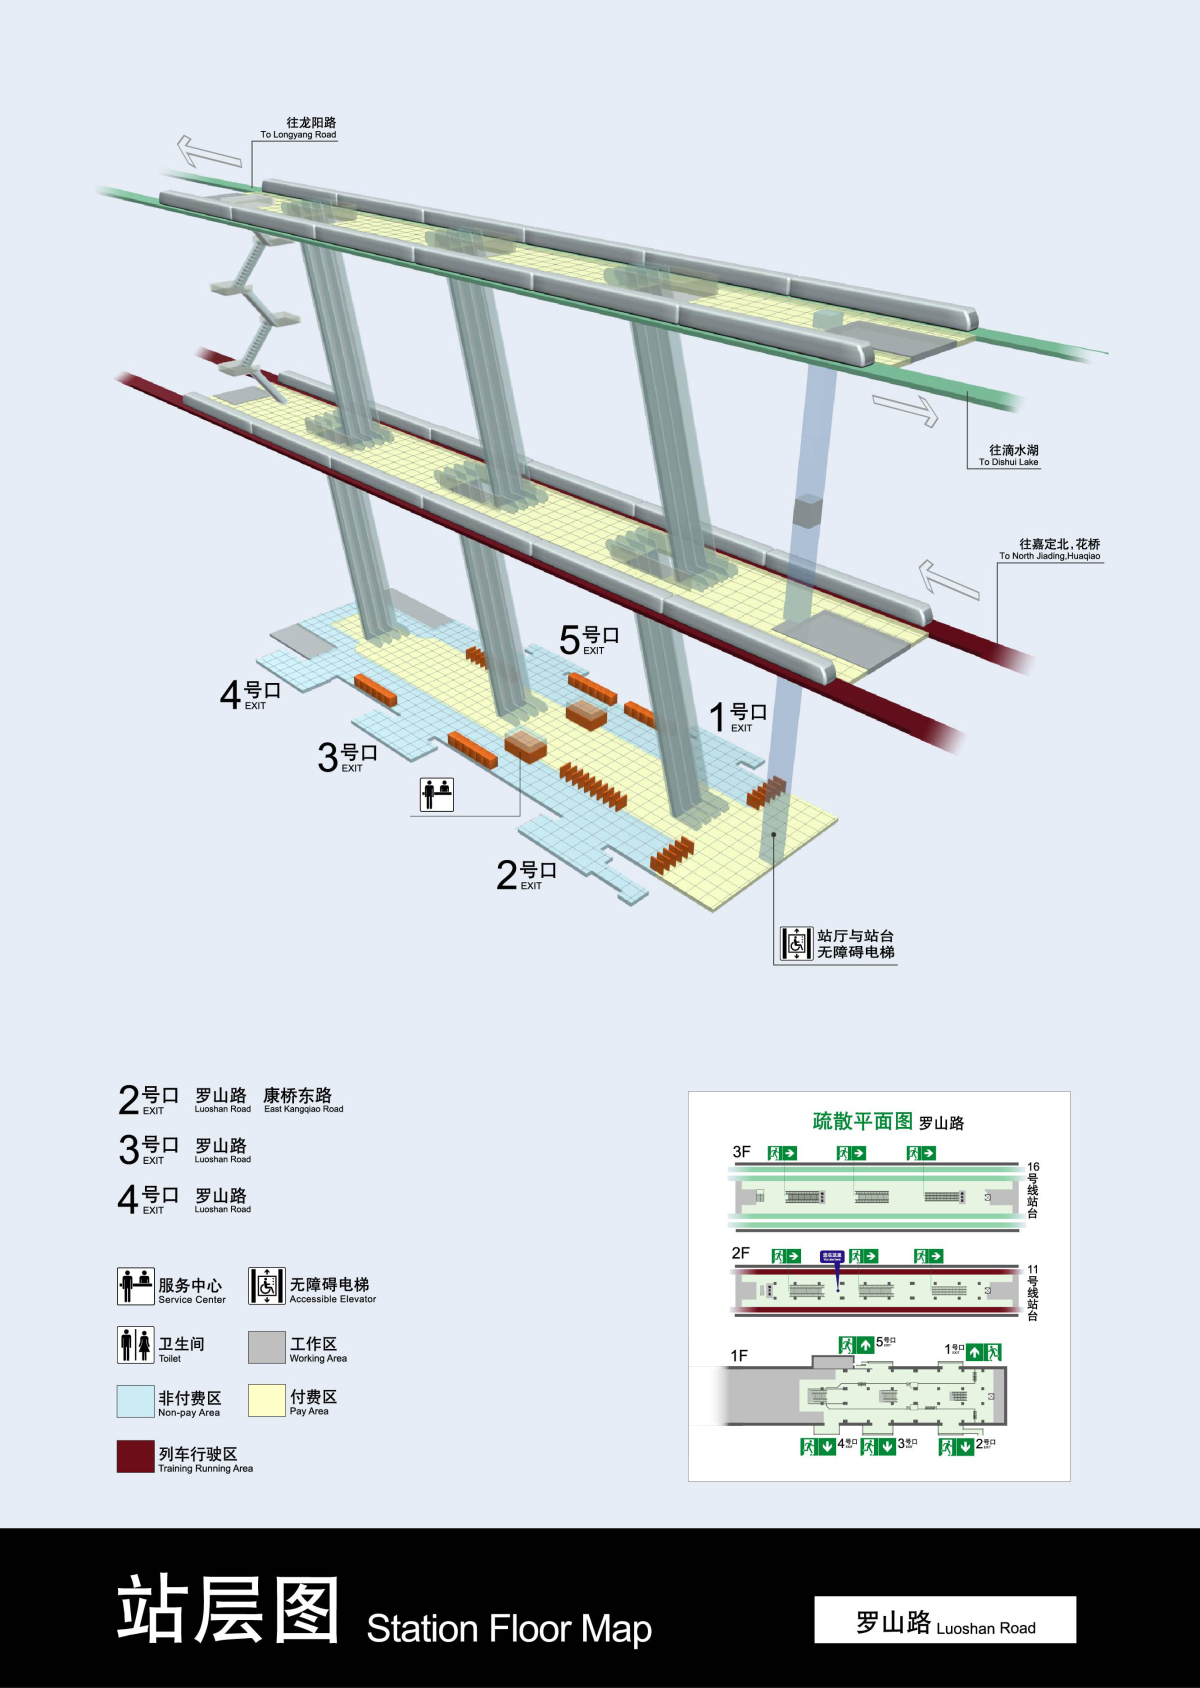 往龙阳路
To Longyang Road
往滴水湖
To Dishui Lake
往嘉定北,花桥
To North Jiading,Huaqiao
5号口
EXIT
4号口
EXIT
1号口
EXIT
3号口
EXIT
2号口
EXIT
站厅与站台
无障碍电梯
2号口 罗山路 康桥东路
EXIT Luoshan Road East Kangqiao Road
3号口 罗山路
EXIT Luoshan Road
4号口 罗山路
EXIT Luoshan Road
服务中心 无障碍电梯
Service Center Accessible Elevator
卫生间 工作区
Toilet Working Area
非付费区 付费区
Non-pay Area Pay Area
列车行驶区
Training Running Area
疏散平面图 罗山路
3F
16号线站台
2F
11号线站台
1F
5号口
EXIT
1号口
EXIT
4号口
EXIT
3号口
EXIT
2号口
EXIT
站层图 Station Floor Map
罗山路 Luoshan Road